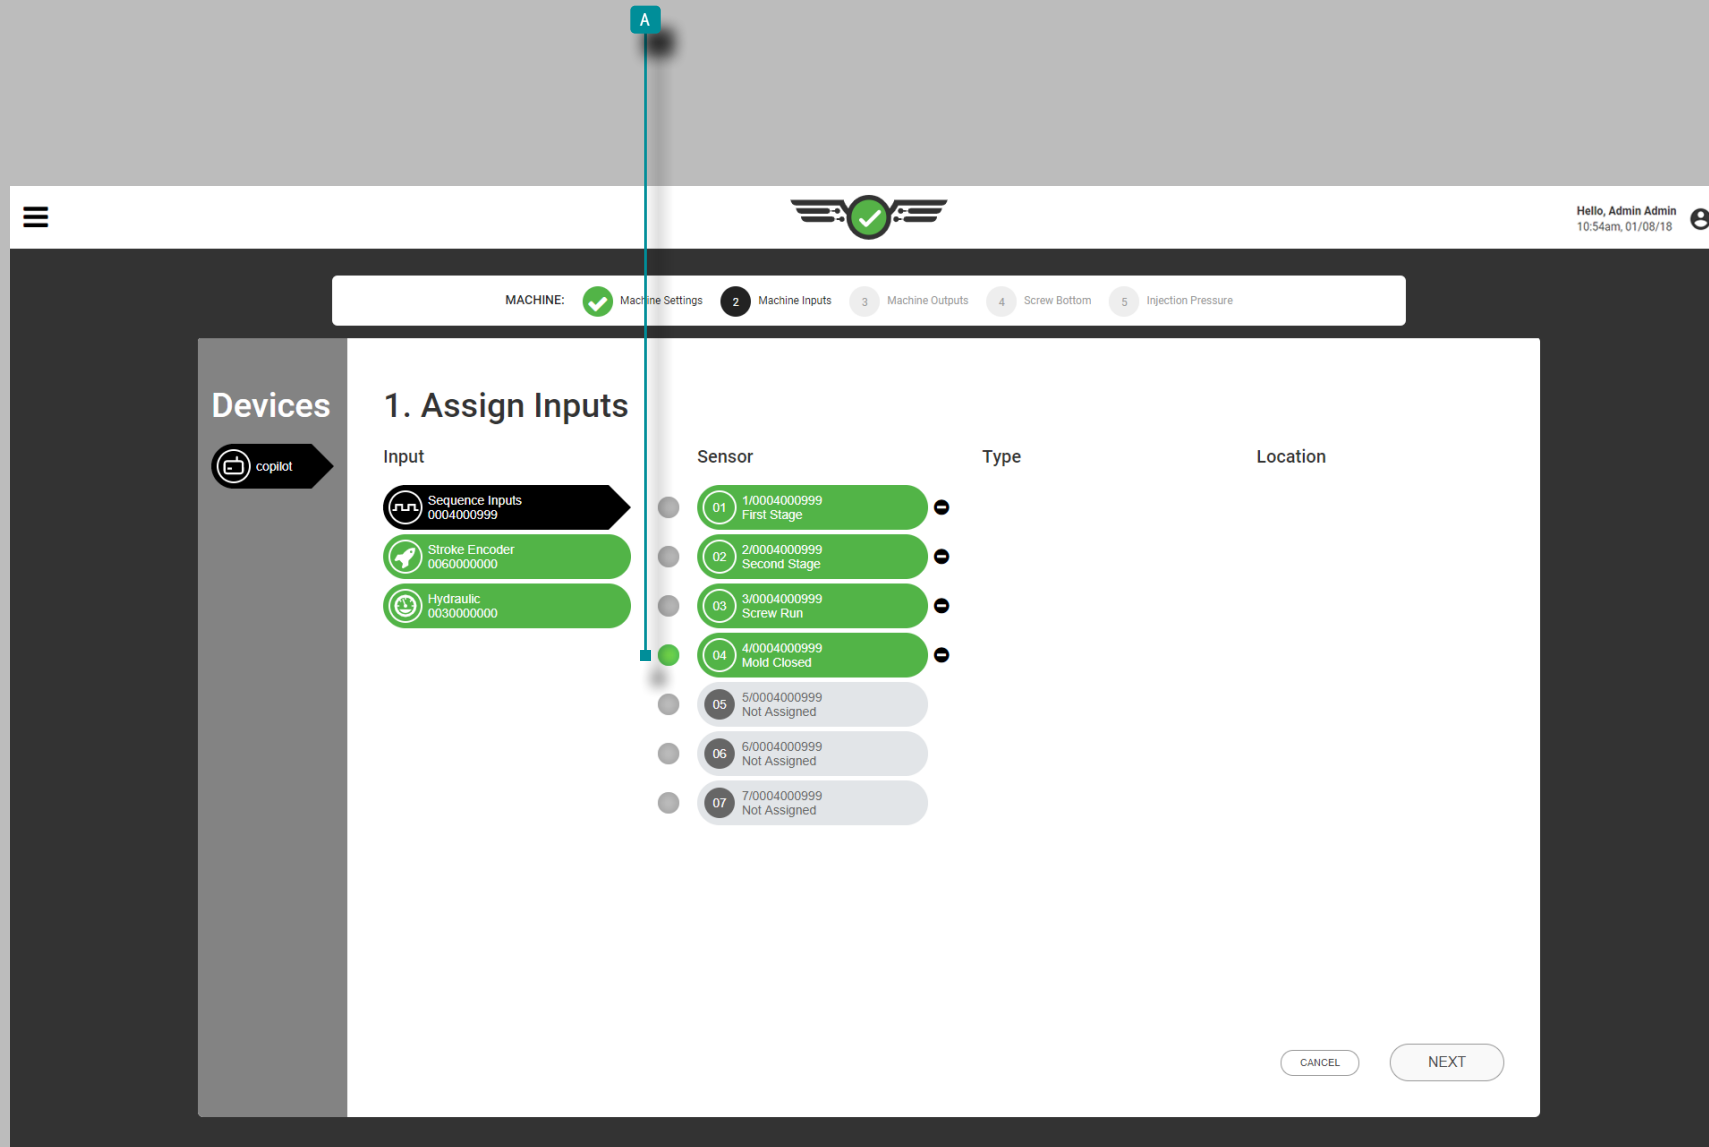 A
Hello, Admin Admin
10:54am, 01/08/18
MACHINE:
Machine Settings
2
Machine Inputs
3
Machine Outputs
4
Screw Bottom
5
Injection Pressure
Devices
copilot
1. Assign Inputs
Input
Sensor
Type
Location
Sequence Inputs
0004000999
Stroke Encoder
0060000000
Hydraulic
0030000000
01
1/0004000999
First Stage
02
2/0004000999
Second Stage
03
3/0004000999
Screw Run
04
4/0004000999
Mold Closed
05
5/0004000999
Not Assigned
06
6/0004000999
Not Assigned
07
7/0004000999
Not Assigned
CANCEL
NEXT